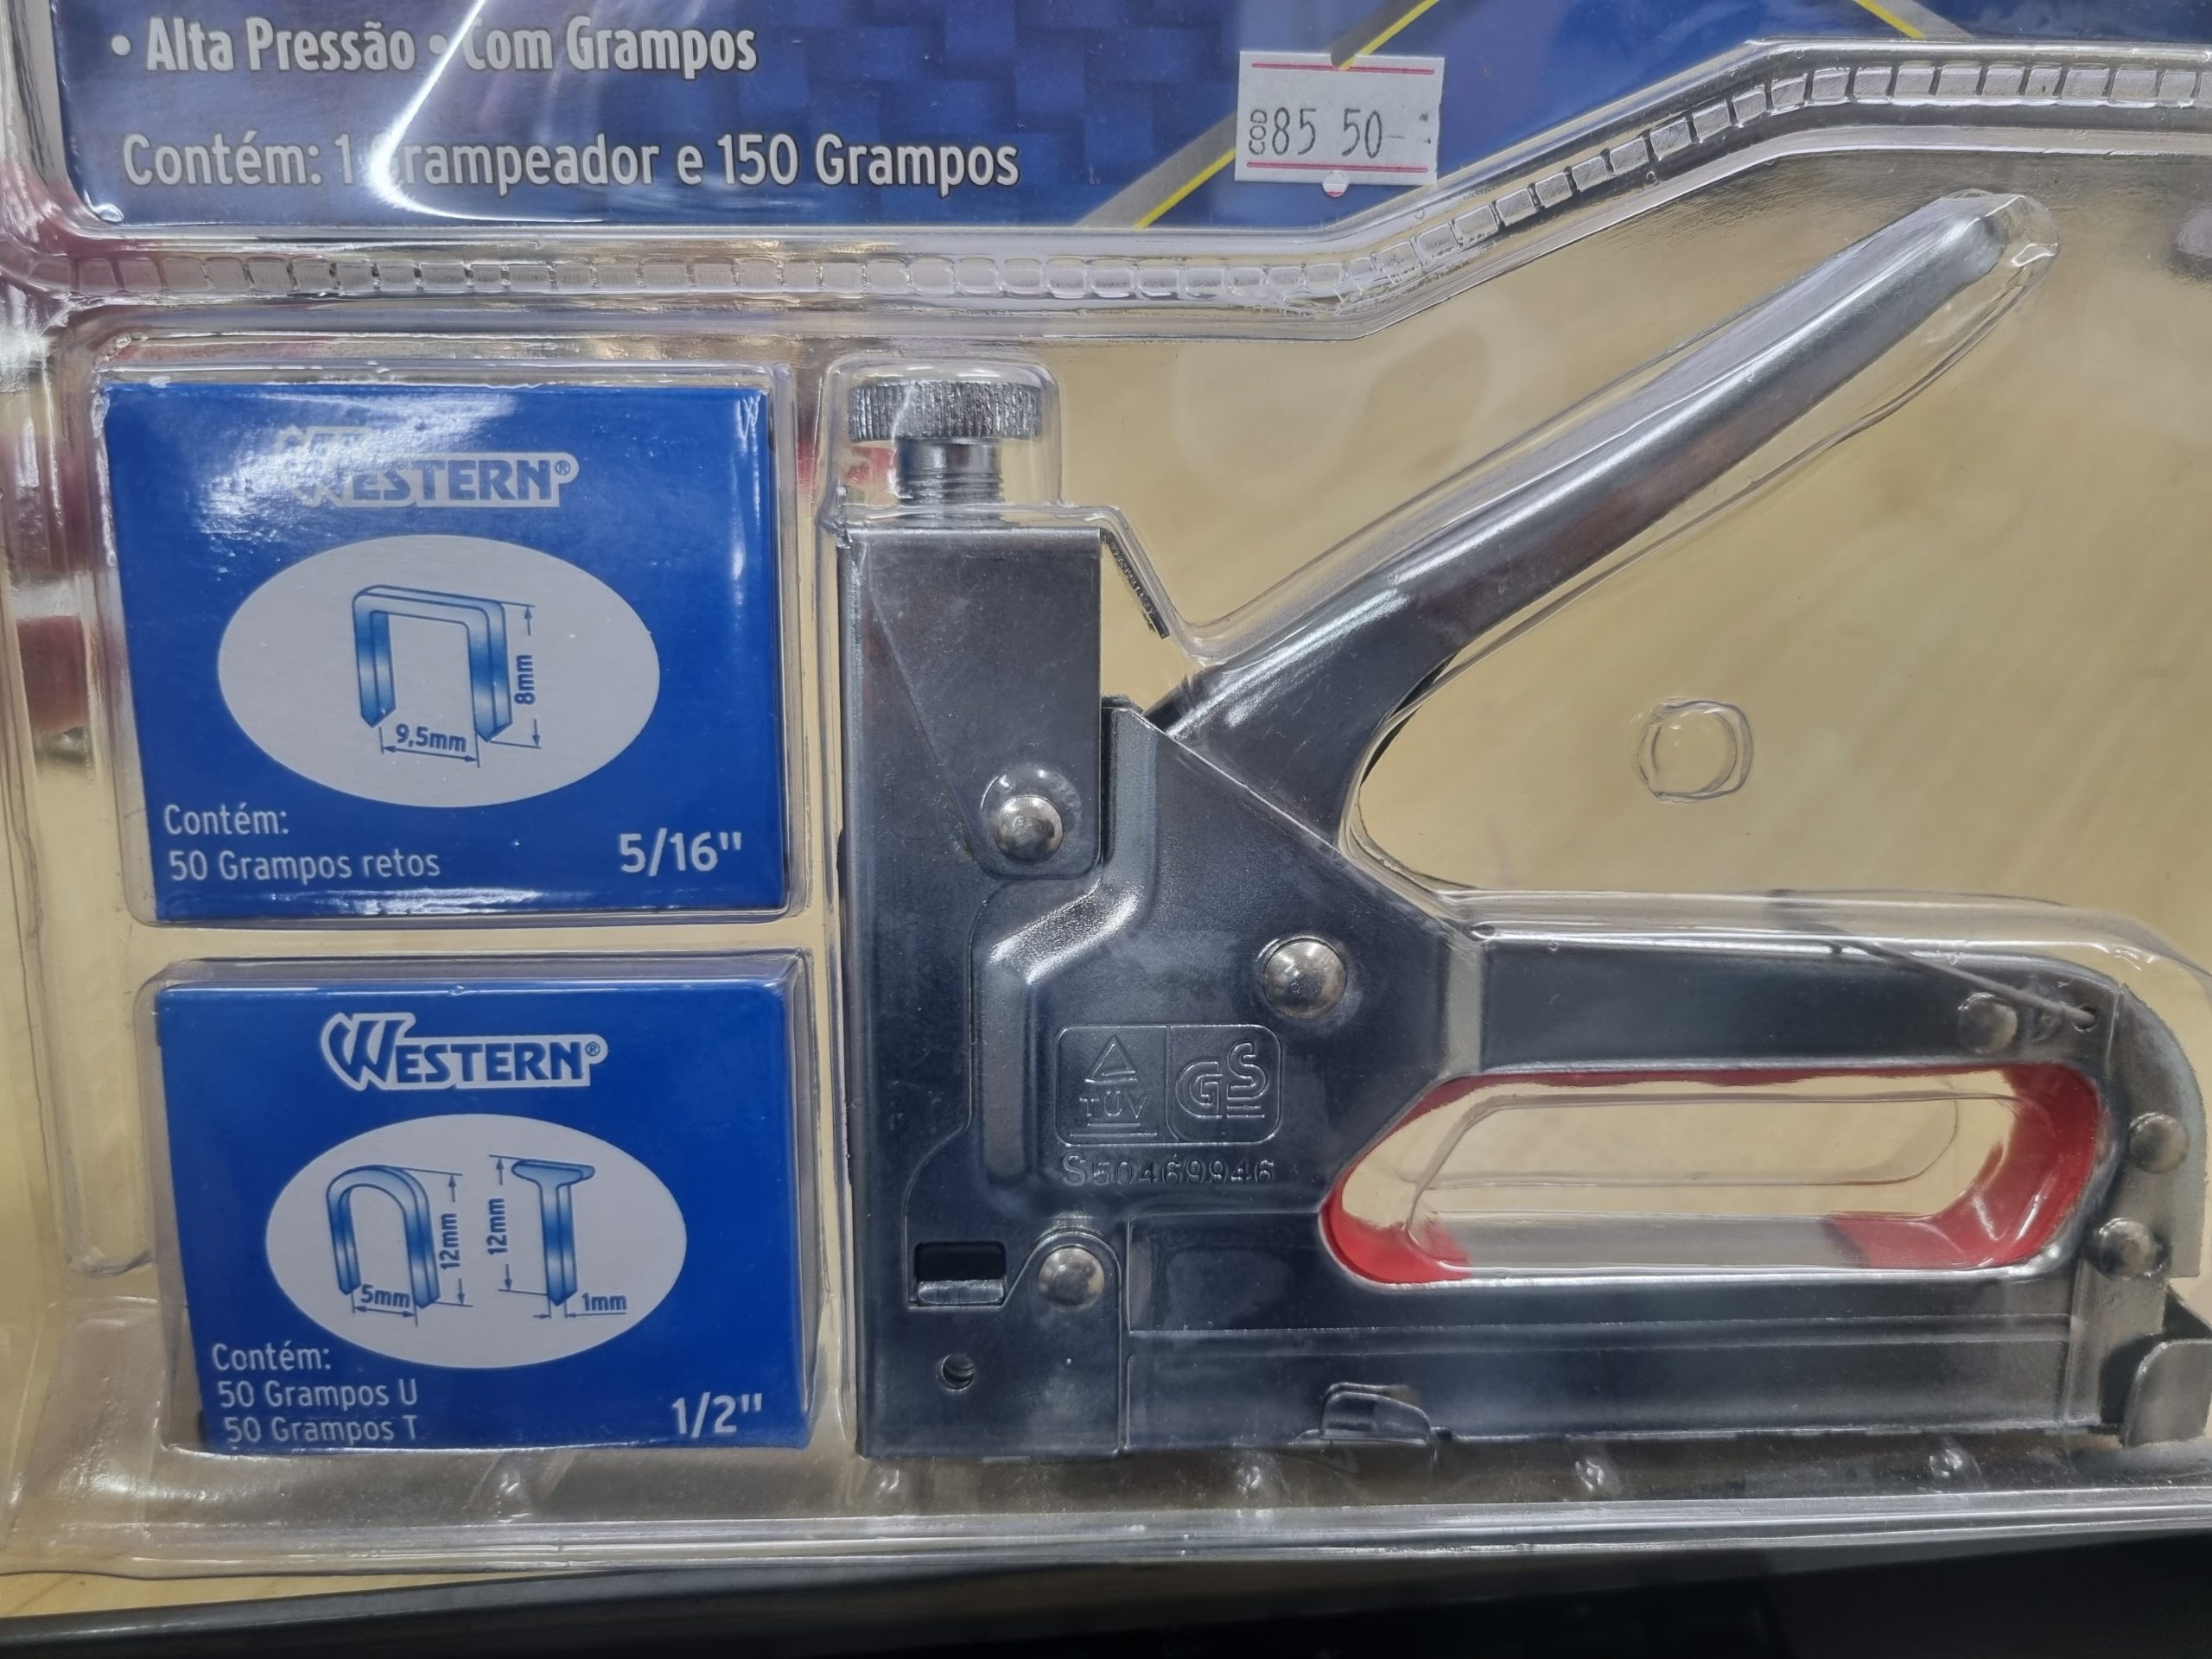 • Alta Pressão • Com Grampos
Contém: 1 Grampeador e 150 Grampos
COD
85 50-
WESTERN®
8mm
9,5mm
Contém:
50 Grampos retos
5/16"
WESTERN®
12mm
12mm
5mm
1mm
Contém:
50 Grampos U
50 Grampos T
1/2"
TÜV
GS
S50469946